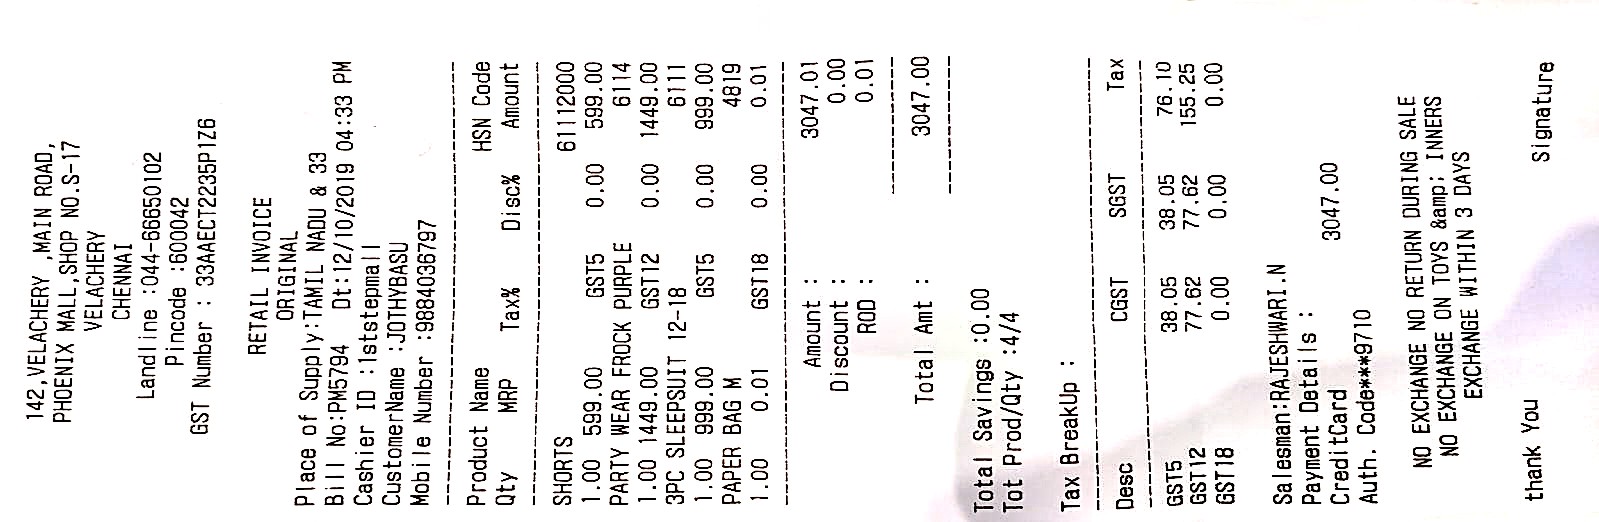 142,VELACHERY ,MAIN ROAD,
PHOENIX MALL,SHOP NO.S-17
VELACHERY
CHENNAI
Landline :044-66650102
Pincode :600042
GST Number : 33AAECT2235P1Z6
RETAIL INVOICE
ORIGINAL
Place of Supply:TAMIL NADU & 33
Bill No:PM5794 Dt:12/10/2019 04:33 PM
Cashier ID :1ststepmall
CustomerName :JOTHYBASU
Mobile Number :9884036797
Product Name HSN Code
Qty MRP Tax% Disc% Amount
SHORTS 61112000
1.00 599.00 GST5 0.00 599.00
PARTY WEAR FROCK PURPLE 6114
1.00 1449.00 GST12 0.00 1449.00
3PC SLEEPSUIT 12-18 6111
1.00 999.00 GST5 0.00 999.00
PAPER BAG M 4819
1.00 0.01 GST18 0.00 0.01
Amount : 3047.01
Discount : 0.00
ROD : 0.01
Total Amt : 3047.00
Total Savings :0.00
Tot Prod/Qty :4/4
Tax BreakUp :
Desc CGST SGST Tax
GST5 38.05 38.05 76.10
GST12 77.62 77.62 155.25
GST18 0.00 0.00 0.00
Salesman:RAJESHWARI.N
Payment Details :
CreditCard 3047.00
Auth. Code***9710
NO EXCHANGE NO RETURN DURING SALE
NO EXCHANGE ON TOYS &amp; INNERS
EXCHANGE WITHIN 3 DAYS
thank You Signature